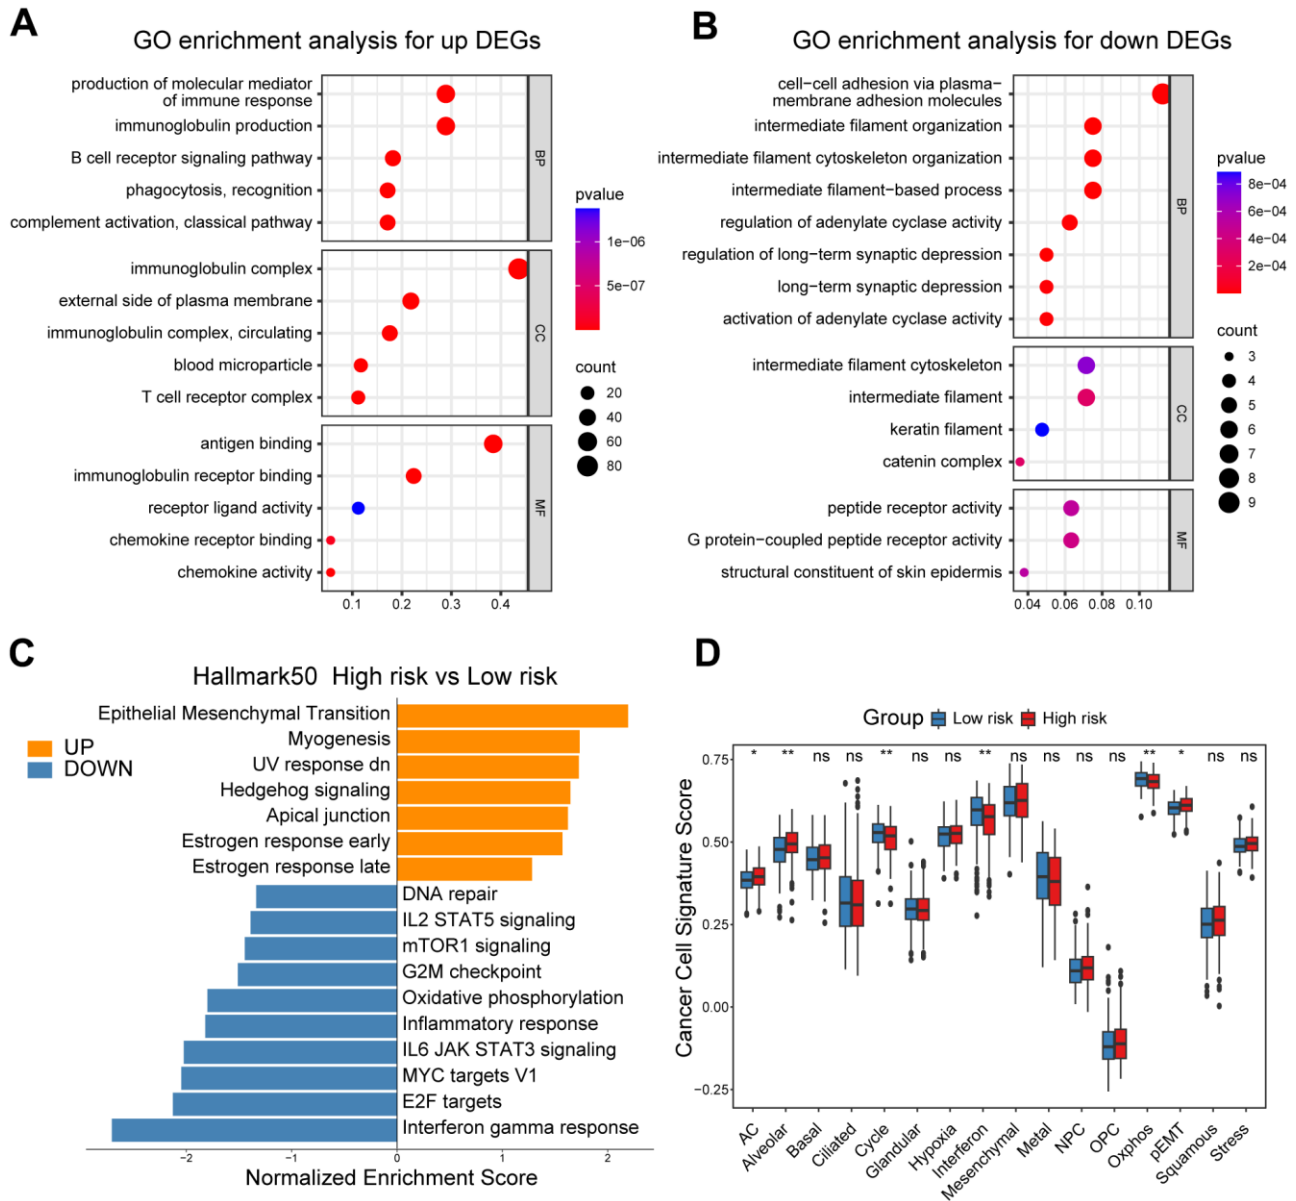 A
GO enrichment analysis for up DEGs
production of molecular mediator
of immune response
immunoglobulin production
B cell receptor signaling pathway
phagocytosis, recognition
complement activation, classical pathway
BP
immunoglobulin complex
external side of plasma membrane
immunoglobulin complex, circulating
blood microparticle
T cell receptor complex
CC
antigen binding
immunoglobulin receptor binding
receptor ligand activity
chemokine receptor binding
chemokine activity
MF
0.1 0.2 0.3 0.4
pvalue
1e−06
5e−07
count
20
40
60
80
B
GO enrichment analysis for down DEGs
cell−cell adhesion via plasma−
membrane adhesion molecules
intermediate filament organization
intermediate filament cytoskeleton organization
intermediate filament−based process
regulation of adenylate cyclase activity
regulation of long−term synaptic depression
long−term synaptic depression
activation of adenylate cyclase activity
BP
intermediate filament cytoskeleton
intermediate filament
keratin filament
catenin complex
CC
peptide receptor activity
G protein−coupled peptide receptor activity
structural constituent of skin epidermis
MF
0.04 0.06 0.08 0.10
pvalue
8e−04
6e−04
4e−04
2e−04
count
3
4
5
6
7
8
9
C
Hallmark50 High risk vs Low risk
UP
DOWN
Epithelial Mesenchymal Transition
Myogenesis
UV response dn
Hedgehog signaling
Apical junction
Estrogen response early
Estrogen response late
DNA repair
IL2 STAT5 signaling
mTOR1 signaling
G2M checkpoint
Oxidative phosphorylation
Inflammatory response
IL6 JAK STAT3 signaling
MYC targets V1
E2F targets
Interferon gamma response
−2 −1 0 1 2
Normalized Enrichment Score
D
Group Low risk High risk
* ** ns ns ** ns ns ** ns ns ns ns ** * ns ns
0.75
0.50
0.25
0.00
−0.25
Cancer Cell Signature Score
AC
Alveolar
Basal
Ciliated
Cycle
Glandular
Hypoxia
Interferon
Mesenchymal
Metal
NPC
OPC
Oxphos
pEMT
Squamous
Stress